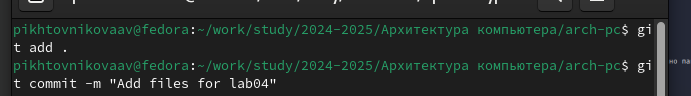 pikhtovnikovaav@fedora:~/work/study/2024-2025/Архитектура компьютера/arch-pc$ gi
t add .
pikhtovnikovaav@fedora:~/work/study/2024-2025/Архитектура компьютера/arch-pc$ gi
t commit -m "Add files for lab04"